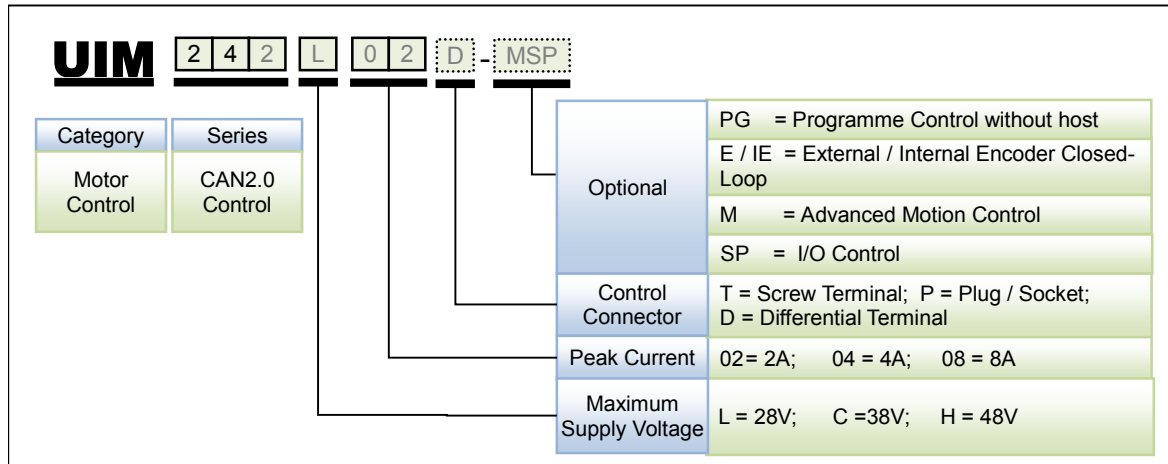 UIM 2 4 2 L 0 2 D - MSP
Category
Series
Motor
Control
CAN2.0
Control
Optional
PG = Programme Control without host
E / IE = External / Internal Encoder Closed-
Loop
M = Advanced Motion Control
SP = I/O Control
Control
Connector
T = Screw Terminal; P = Plug / Socket;
D = Differential Terminal
Peak Current
02= 2A; 04 = 4A; 08 = 8A
Maximum
Supply Voltage
L = 28V; C =38V; H = 48V